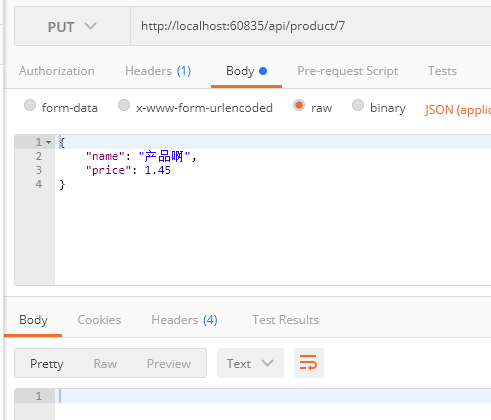 PUT http://localhost:60835/api/product/7
Authorization Headers (1) Body Pre-request Script Tests
form-data x-www-form-urlencoded raw binary JSON (applic
1 {
2 "name": "产品啊",
3 "price": 1.45
4 }
Body Cookies Headers (4) Test Results
Pretty Raw Preview Text
1